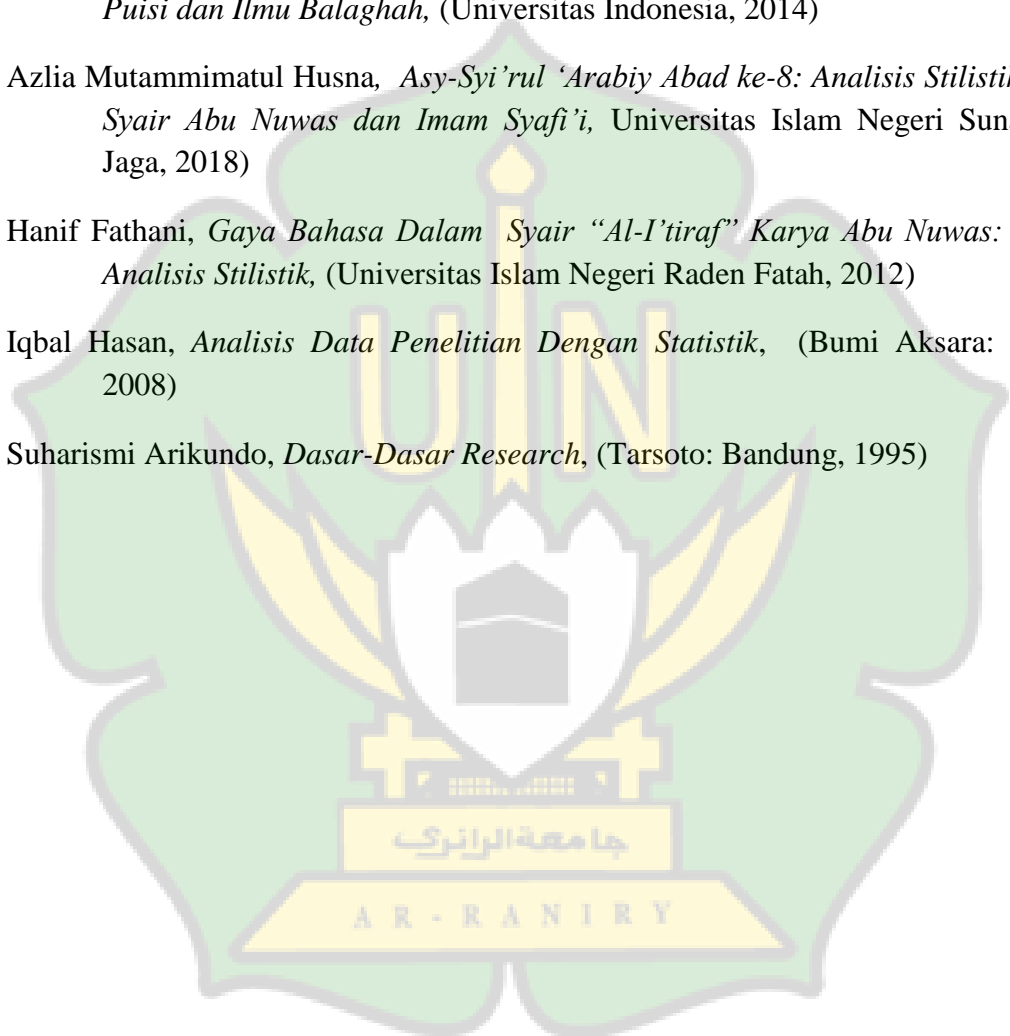 Puisi dan Ilmu Balaghah, (Universitas Indonesia, 2014)
Azlia Mutammimatul Husna, Asy-Syi’rul ‘Arabiy Abad ke-8: Analisis Stilistik
Syair Abu Nuwas dan Imam Syafi’i, Universitas Islam Negeri
Jaga, 2018)
Hanif Fathani, Gaya Bahasa Dalam Syair “Al-I’tiraf” Karya Abu Nuwas:
Analisis Stilistik, (Universitas Islam Negeri Raden Fatah, 2012)
Iqbal Hasan, Analisis Data Penelitian Dengan Statistik, (Bumi Aksara:
2008)
Suharismi Arikundo, Dasar-Dasar Research, (Tarsoto: Bandung, 1995)
UIN
جامعة الرانري
AR-RANIRY